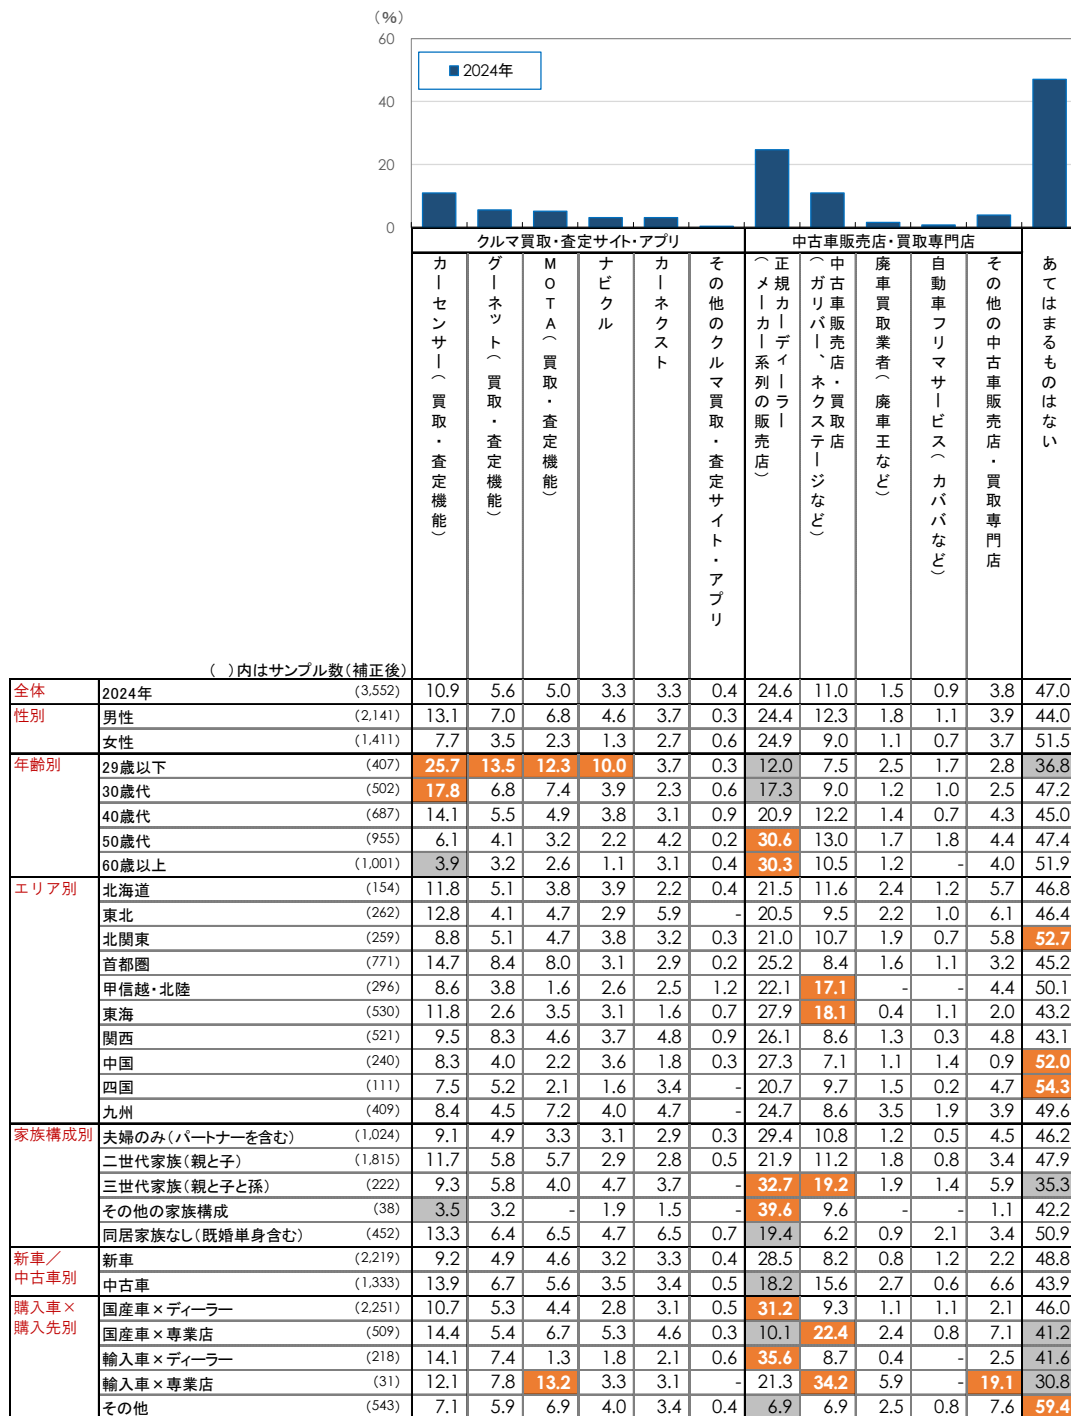 (%)
60
40
20
0
2024年
クルマ買取・査定サイト・アプリ
中古車販売店・買取専門店
カーセンサー(買取・査定機能)
グーネット(買取・査定機能)
MOTA(買取・査定機能)
ナビクル
カーネクスト
その他のクルマ買取・査定サイト・アプリ
正規カーディーラー
(メーカー系列の販売店)
中古車販売店・買取店
(ガリバー、ネクステージなど)
廃車買取業者(廃車王など)
自動車フリマサービス(カババなど)
その他の中古車販売店・買取専門店
あてはまるものはない
( )内はサンプル数(補正後)
全体 2024年 (3,552) 10.9 5.6 5.0 3.3 3.3 0.4 24.6 11.0 1.5 0.9 3.8 47.0
性別 男性 (2,141) 13.1 7.0 6.8 4.6 3.7 0.3 24.4 12.3 1.8 1.1 3.9 44.0
女性 (1,411) 7.7 3.5 2.3 1.3 2.7 0.6 24.9 9.0 1.1 0.7 3.7 51.5
年齢別 29歳以下 (407) 25.7 13.5 12.3 10.0 3.7 0.3 12.0 7.5 2.5 1.7 2.8 36.8
30歳代 (502) 17.8 6.8 7.4 3.9 2.3 0.6 17.3 9.0 1.2 1.0 2.5 47.2
40歳代 (687) 14.1 5.5 4.9 3.8 3.1 0.9 20.9 12.2 1.4 0.7 4.3 45.0
50歳代 (955) 6.1 4.1 3.2 2.2 4.2 0.2 30.6 13.0 1.7 1.8 4.4 47.4
60歳以上 (1,001) 3.9 3.2 2.6 1.1 3.1 0.4 30.3 10.5 1.2 - 4.0 51.9
エリア別 北海道 (154) 11.8 5.1 3.8 3.9 2.2 0.4 21.5 11.6 2.4 1.2 5.7 46.8
東北 (262) 12.8 4.1 4.7 2.9 5.9 - 20.5 9.5 2.2 1.0 6.1 46.4
北関東 (259) 8.8 5.1 4.7 3.8 3.2 0.3 21.0 10.7 1.9 0.7 5.8 52.7
首都圏 (771) 14.7 8.4 8.0 3.1 2.9 0.2 25.2 8.4 1.6 1.1 3.2 45.2
甲信越・北陸 (296) 8.6 3.8 1.6 2.6 2.5 1.2 22.1 17.1 - - 4.4 50.1
東海 (530) 11.8 2.6 3.5 3.1 1.6 0.7 27.9 18.1 0.4 1.1 2.0 43.2
関西 (521) 9.5 8.3 4.6 3.7 4.8 0.9 26.1 8.6 1.3 0.3 4.8 43.1
中国 (240) 8.3 4.0 2.2 3.6 1.8 0.3 27.3 7.1 1.1 1.4 0.9 52.0
四国 (111) 7.5 5.2 2.1 1.6 3.4 - 20.7 9.7 1.5 0.2 4.7 54.3
九州 (409) 8.4 4.5 7.2 4.0 4.7 - 24.7 8.6 3.5 1.9 3.9 49.6
家族構成別 夫婦のみ(パートナーを含む) (1,024) 9.1 4.9 3.3 3.1 2.9 0.3 29.4 10.8 1.2 0.5 4.5 46.2
二世代家族(親と子) (1,815) 11.7 5.8 5.7 2.9 2.8 0.5 21.9 11.2 1.8 0.8 3.4 47.9
三世代家族(親と子と孫) (222) 9.3 5.8 4.0 4.7 3.7 - 32.7 19.2 1.9 1.4 5.9 35.3
その他の家族構成 (38) 3.5 3.2 - 1.9 1.5 - 39.6 9.6 - - 1.1 42.2
同居家族なし(既婚単身含む) (452) 13.3 6.4 6.5 4.7 6.5 0.7 19.4 6.2 0.9 2.1 3.4 50.9
新車/
中古車別
新車 (2,219) 9.2 4.9 4.6 3.2 3.3 0.4 28.5 8.2 0.8 1.2 2.2 48.8
中古車 (1,333) 13.9 6.7 5.6 3.5 3.4 0.5 18.2 15.6 2.7 0.6 6.6 43.9
購入車×
購入先別
国産車×ディーラー (2,251) 10.7 5.3 4.4 2.8 3.1 0.5 31.2 9.3 1.1 1.1 2.1 46.0
国産車×専業店 (509) 14.4 5.4 6.7 5.3 4.6 0.3 10.1 22.4 2.4 0.8 7.1 41.2
輸入車×ディーラー (218) 14.1 7.4 1.3 1.8 2.1 0.6 35.6 8.7 0.4 - 2.5 41.6
輸入車×専業店 (31) 12.1 7.8 13.2 3.3 3.1 - 21.3 34.2 5.9 - 19.1 30.8
その他 (543) 7.1 5.9 6.9 4.0 3.4 0.4 6.9 6.9 2.5 0.8 7.6 59.4